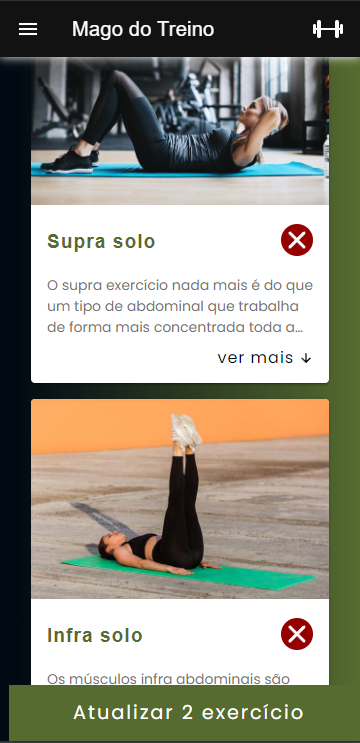 Mago do Treino
Supra solo
O supra exercício nada mais é do que
um tipo de abdominal que trabalha
de forma mais concentrada toda a...
ver mais ↓
Infra solo
Os músculos infra abdominais são
Atualizar 2 exercício